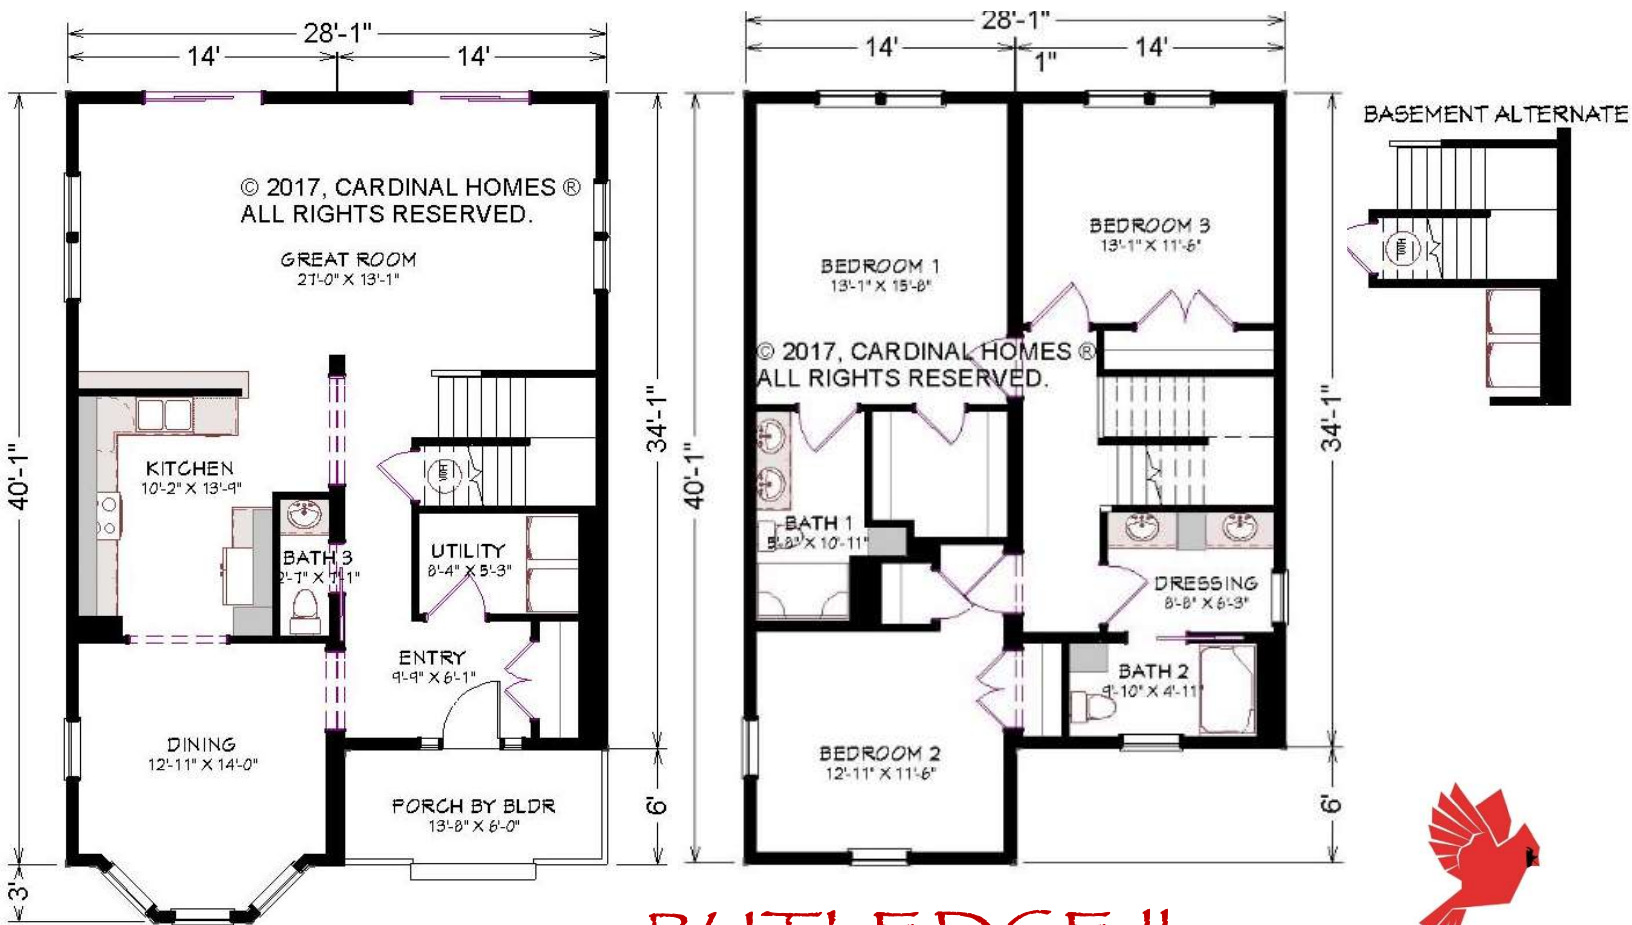 28'-1"
14'
14'
© 2017, CARDINAL HOMES ®
ALL RIGHTS RESERVED.
GREAT ROOM
27'-0" X 13'-1"
KITCHEN
10'-2" X 13'-9"
BATH 3
UTILITY
8'-4" X 5'-3"
ENTRY
9'-9" X 6'-1"
DINING
12'-11" X 14'-0"
PORCH BY BLDR
13'-8" X 6'-0"
40'-1"
3'
34'-1"
6'
28'-1"
14'
14'
1"
BEDROOM 1
13'-1" X 15'-8"
BEDROOM 3
13'-1" X 11'-6"
© 2017, CARDINAL HOMES ®
ALL RIGHTS RESERVED.
BATH 1
5'-8" X 10'-11"
DRESSING
8'-8" X 6'-3"
BATH 2
9'-10" X 4'-11"
BEDROOM 2
12'-11" X 11'-6"
40'-1"
34'-1"
6'
BASEMENT ALTERNATE
RUTLEDGE II